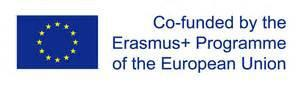 Co-funded by the
Erasmus+ Programme
of the European Union